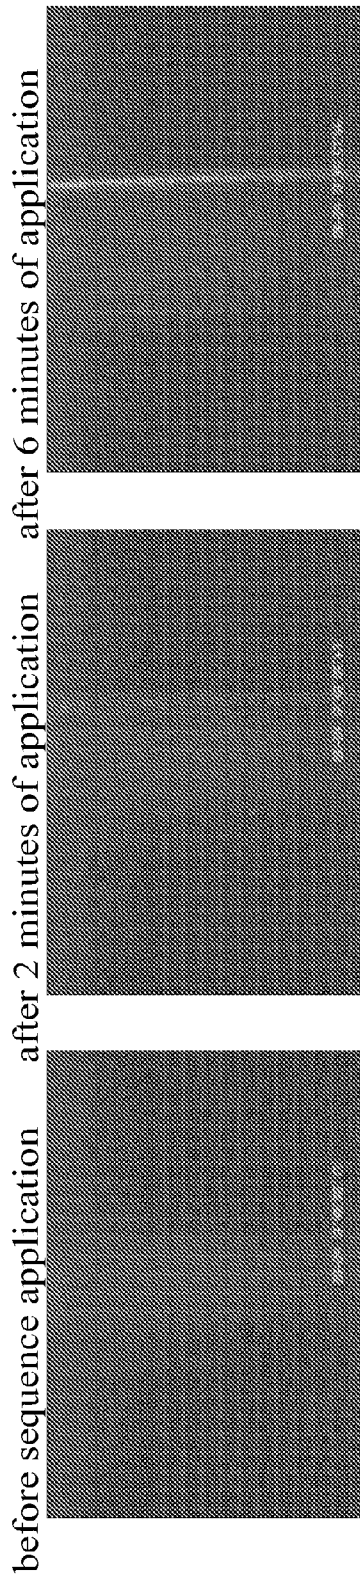 before sequence application
after 2 minutes of application
after 6 minutes of application